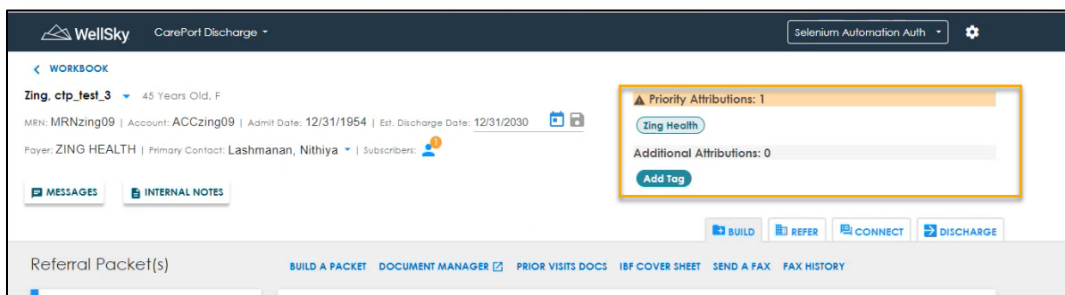 WellSky CarePort Discharge Selenium Automation Auth
WORKBOOK
Zing, ctp_test_3 45 Years Old, F
MRN: MRNzing09 | Account: ACCzing09 | Admit Date: 12/31/1954 | Est. Discharge Date: 12/31/2030
Payer: ZING HEALTH | Primary Contact: Lashmanan, Nithiya | Subscribers: 1
MESSAGES INTERNAL NOTES
Priority Attributions: 1
Zing Health
Additional Attributions: 0
Add Tag
BUILD REFER CONNECT DISCHARGE
Referral Packet(s) BUILD A PACKET DOCUMENT MANAGER PRIOR VISITS DOCS IBF COVER SHEET SEND A FAX FAX HISTORY